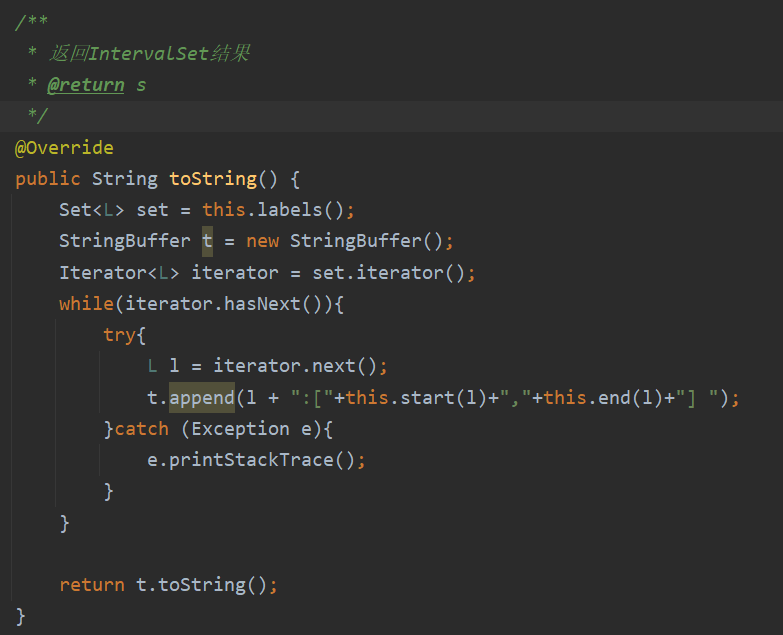 /**
 * 返回IntervalSet结果
 * @return s
 */
@Override
public String toString() {
    Set<L> set = this.labels();
    StringBuffer t = new StringBuffer();
    Iterator<L> iterator = set.iterator();
    while(iterator.hasNext()){
        try{
            L l = iterator.next();
            t.append(l + ":["+this.start(l)+","+this.end(l)+"] ");
        }catch (Exception e){
            e.printStackTrace();
        }
    }
    return t.toString();
}